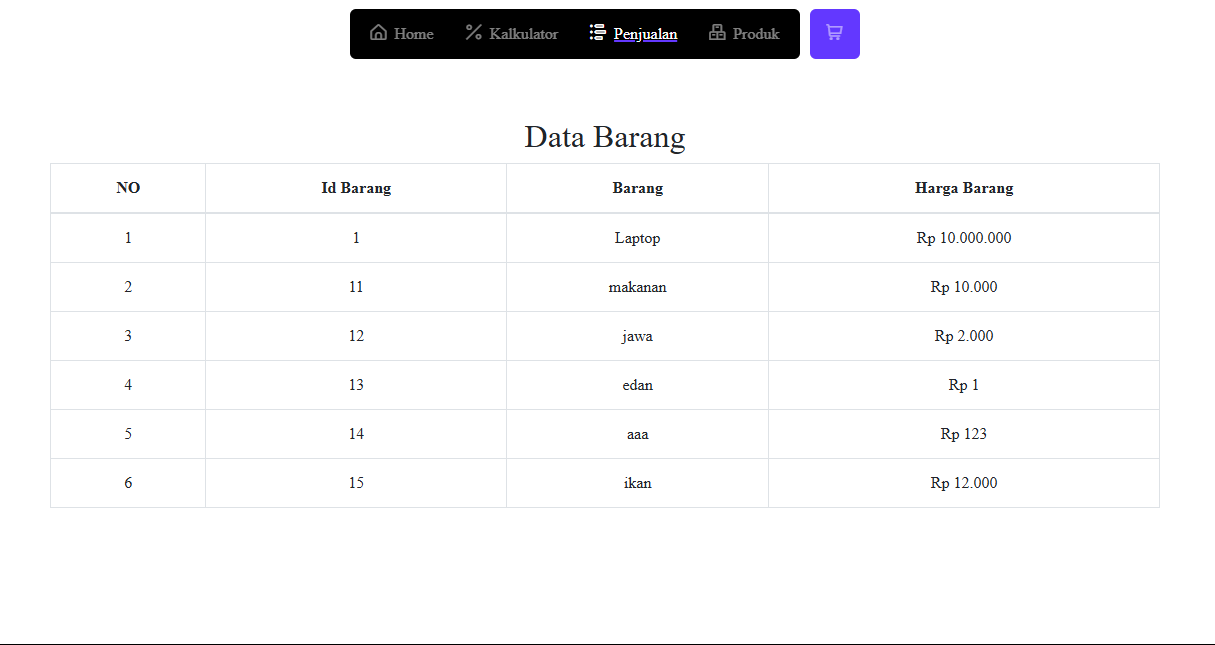 Home Kalkulator Penjualan Produk
Data Barang
NO Id Barang Barang Harga Barang
1 1 Laptop Rp 10.000.000
2 11 makanan Rp 10.000
3 12 jawa Rp 2.000
4 13 edan Rp 1
5 14 aaa Rp 123
6 15 ikan Rp 12.000